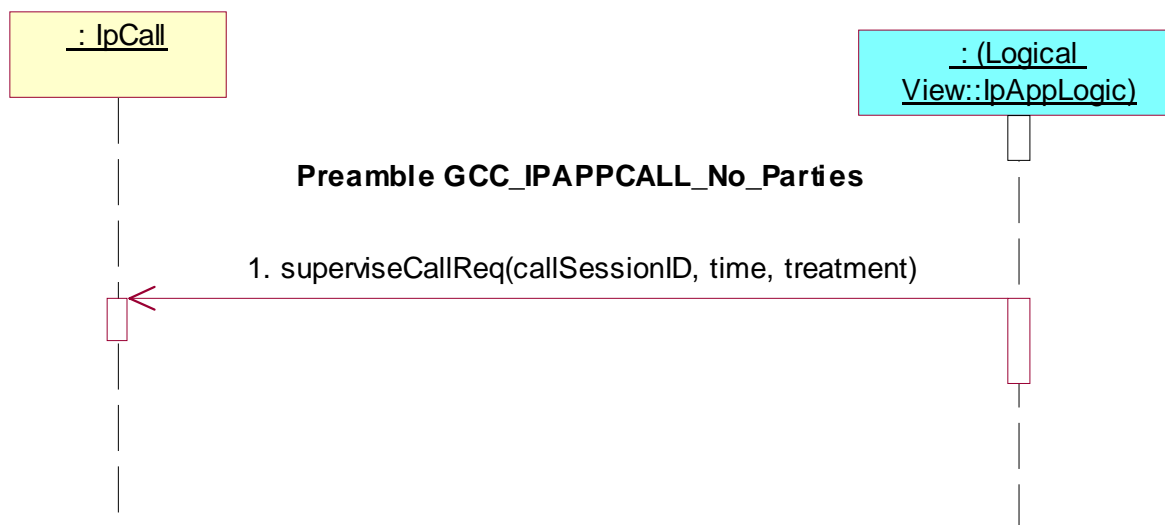 : IpCall
: (Logical
View::IpAppLogic)
Preamble GCC_IPAPPCALL_No_Parties
1. superviseCallReq(callSessionID, time, treatment)